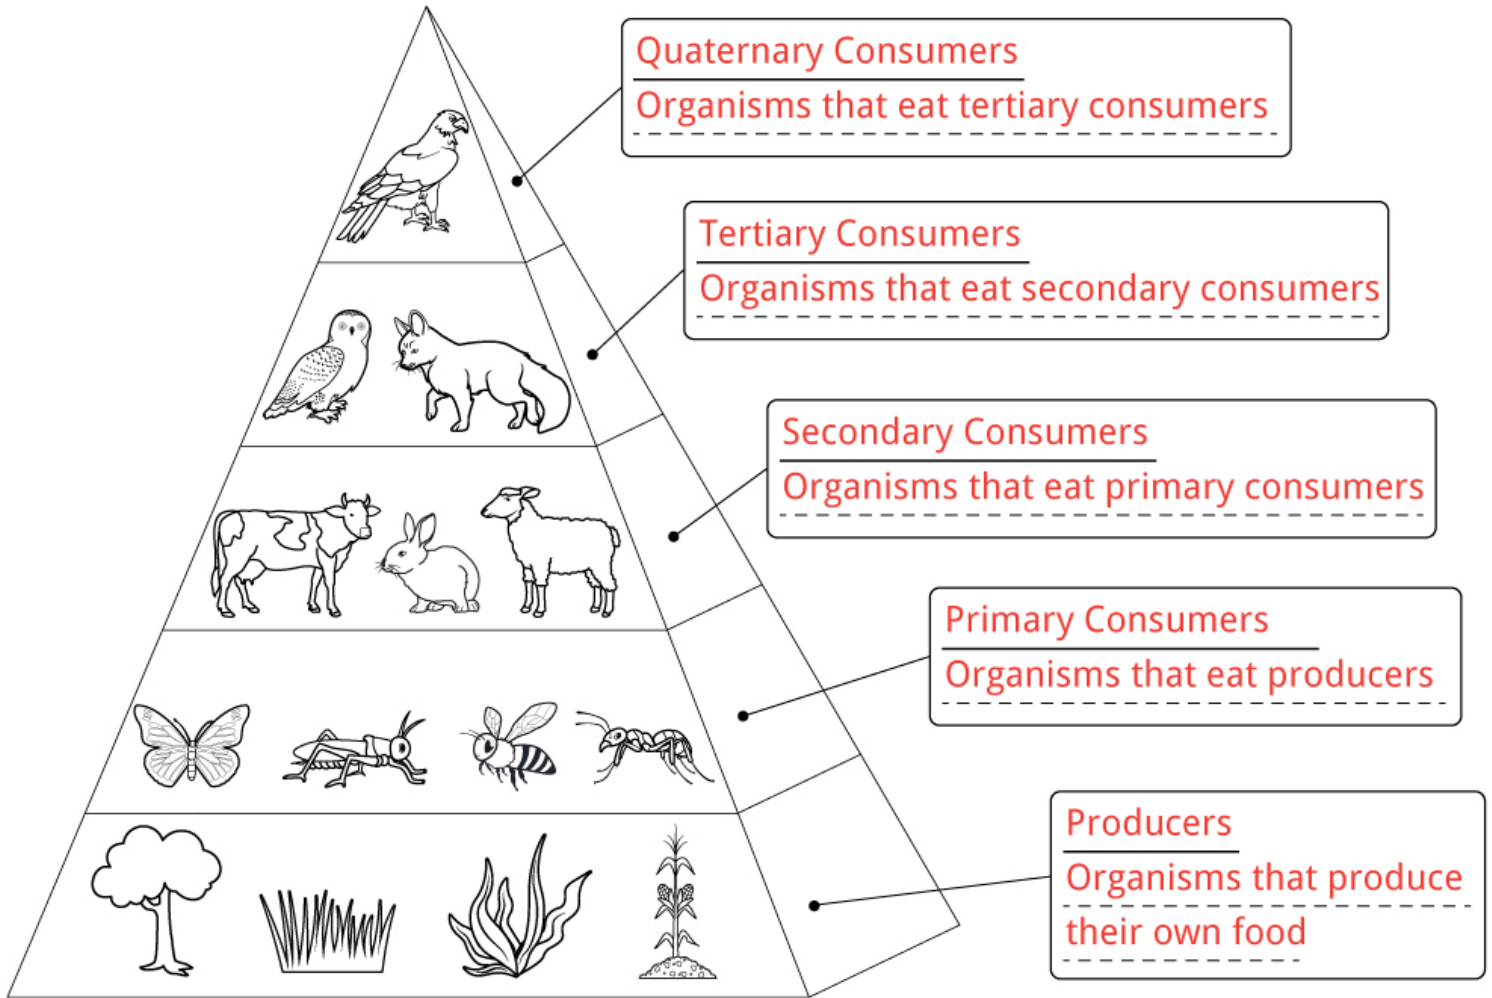 Quaternary Consumers
Organisms that eat tertiary consumers
Tertiary Consumers
Organisms that eat secondary consumers
Secondary Consumers
Organisms that eat primary consumers
Primary Consumers
Organisms that eat producers
Producers
Organisms that produce
their own food